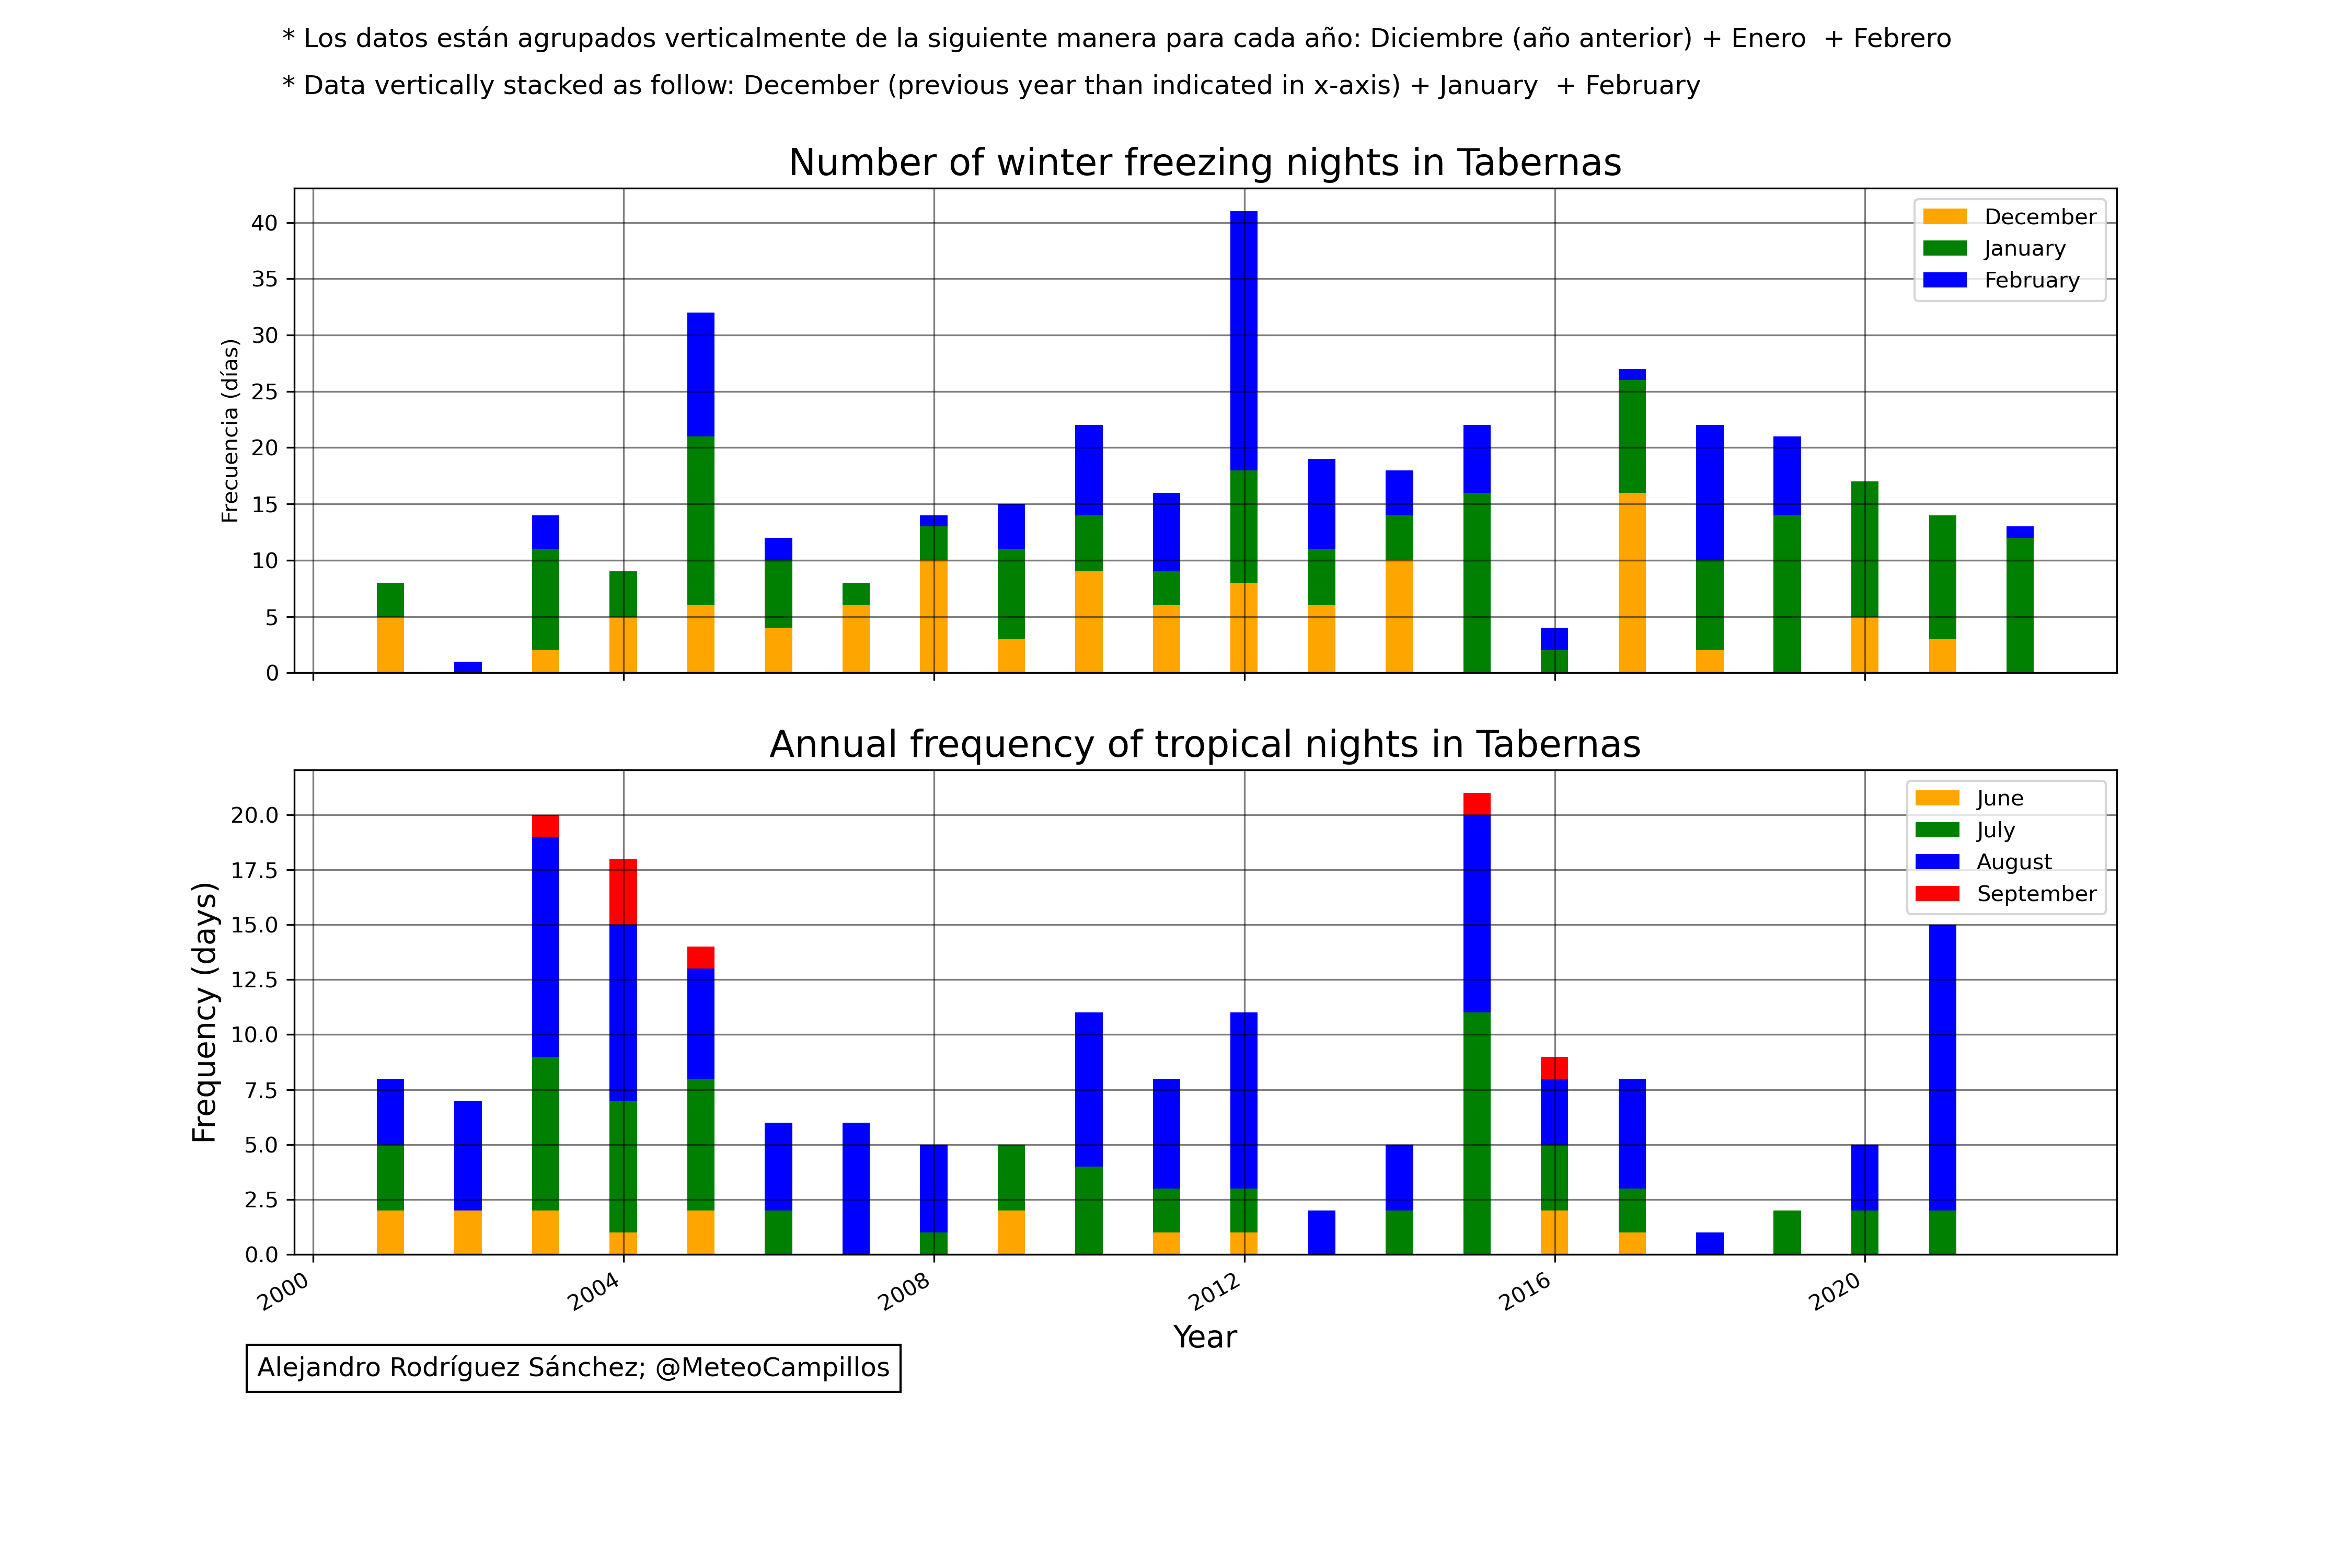 * Los datos están agrupados verticalmente de la siguiente manera para cada año: Diciembre (año anterior) + Enero  + Febrero
* Data vertically stacked as follow: December (previous year than indicated in x-axis) + January  + February
Number of winter freezing nights in Tabernas
Frecuencia (días)
40
35
30
25
20
15
10
5
0
December
January
February
Annual frequency of tropical nights in Tabernas
Frequency (days)
20.0
17.5
15.0
12.5
10.0
7.5
5.0
2.5
0.0
June
July
August
September
2000
2004
2008
2012
2016
2020
Year
Alejandro Rodríguez Sánchez; @MeteoCampillos